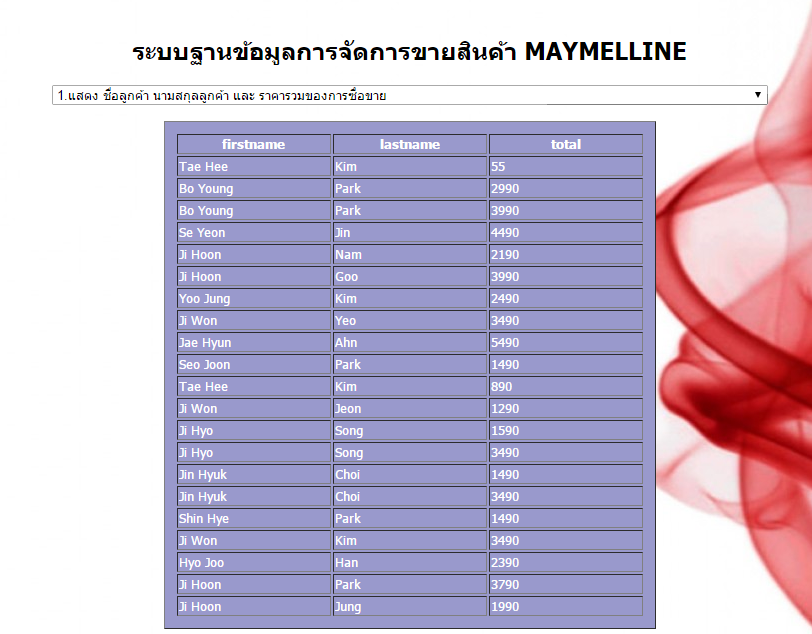 ระบบฐานข้อมูลการจัดการขายสินค้า MAYMELLINE
1.แสดง ชื่อลูกค้า นามสกุลลูกค้า และ ราคารวมของการซื้อขาย
firstname lastname total
Tae Hee Kim 55
Bo Young Park 2990
Bo Young Park 3990
Se Yeon Jin 4490
Ji Hoon Nam 2190
Ji Hoon Goo 3990
Yoo Jung Kim 2490
Ji Won Yeo 3490
Jae Hyun Ahn 5490
Seo Joon Park 1490
Tae Hee Kim 890
Ji Won Jeon 1290
Ji Hyo Song 1590
Ji Hyo Song 3490
Jin Hyuk Choi 1490
Jin Hyuk Choi 3490
Shin Hye Park 1490
Ji Won Kim 3490
Hyo Joo Han 2390
Ji Hoon Park 3790
Ji Hoon Jung 1990